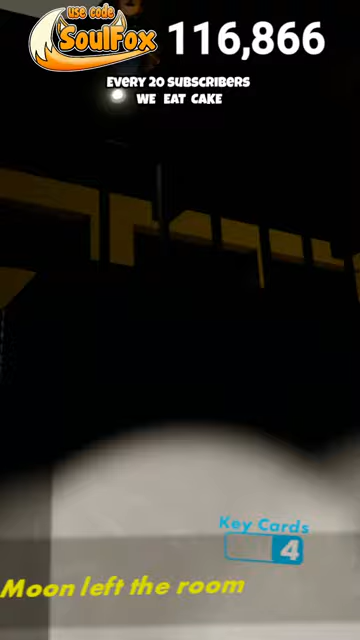 use code
SoulFox
116,866
EVERY 20 SUBSCRIBERS
WE EAT CAKE
Key Cards
4
Moon left the room